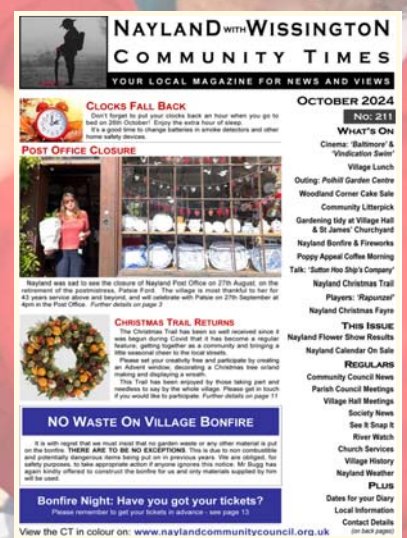 NAYLAND WITH WISSINGTON
COMMUNITY TIMES
YOUR LOCAL MAGAZINE FOR NEWS AND VIEWS
CLOCKS FALL BACK
Don't forget to put your clocks back an hour when you go to
bed on 26th October! Enjoy the extra hour of sleep.
It's a good time to change batteries in smoke detectors and other
home safety devices.
POST OFFICE CLOSURE
Nayland was sad to see the closure of Nayland Post Office on 27th August, on the
retirement of the postmistress, Patsie Ford. The village is most thankful to her for
43 years service above and beyond, and will celebrate with Patsie on 27th September at
4pm in the Post Office. Further details on page 3
CHRISTMAS TRAIL RETURNS
The Christmas Trail has been so well received since it
was begun during Covid that it has become a regular
feature; getting together as a community and bringing a
little seasonal cheer to the local streets.
Please set your creativity free and participate by creating
an Advent window, decorating a Christmas tree or/and
making and displaying a wreath.
This Trail has been enjoyed by those taking part and
needless to say by the whole village. Please get in touch
if you would like to participate. Further details on page 11
NO WASTE ON VILLAGE BONFIRE
It is with regret that we must insist that no garden waste or any other material is put
on the bonfire. THERE ARE TO BE NO EXCEPTIONS. This is due to non combustible
and potentially dangerous items being put on in previous years. We are obliged, for
safety purposes, to take appropriate action if anyone ignores this notice. Mr Bugg has
again kindly offered to construct the bonfire for us and only materials supplied by him
will be used.
Bonfire Night: Have you got your tickets?
Please remember to get your tickets in advance - see page 13
View the CT in colour on: www.naylandcommunitycouncil.org.uk
OCTOBER 2024
No: 211
WHAT'S ON
Cinema: 'Baltimore' &
'Vindication Swim'
Village Lunch
Outing: Polhill Garden Centre
Woodland Corner Cake Sale
Community Litterpick
Gardening tidy at Village Hall
& St James' Churchyard
Nayland Bonfire & Fireworks
Poppy Appeal Coffee Morning
Talk: 'Sutton Hoo Ship's Company'
Nayland Christmas Trail
Players: 'Rapunzel'
Nayland Christmas Fayre
THIS ISSUE
Nayland Flower Show Results
Nayland Calendar On Sale
REGULARS
Community Council News
Parish Council Meetings
Village Hall Meetings
Society News
See It Snap It
River Watch
Church Services
Village History
Nayland Weather
PLUS
Dates for your Diary
Local Information
Contact Details
(on back pages)